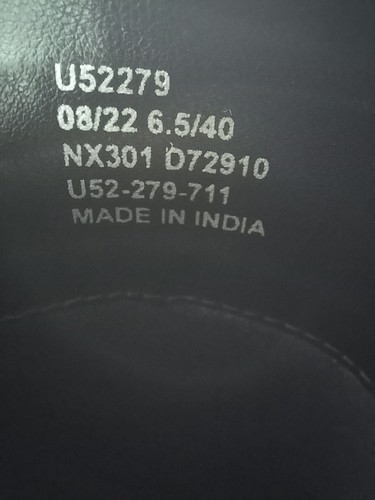 U52279
08/22 6.5/40
NX301 D72910
U52-279-711
MADE IN INDIA